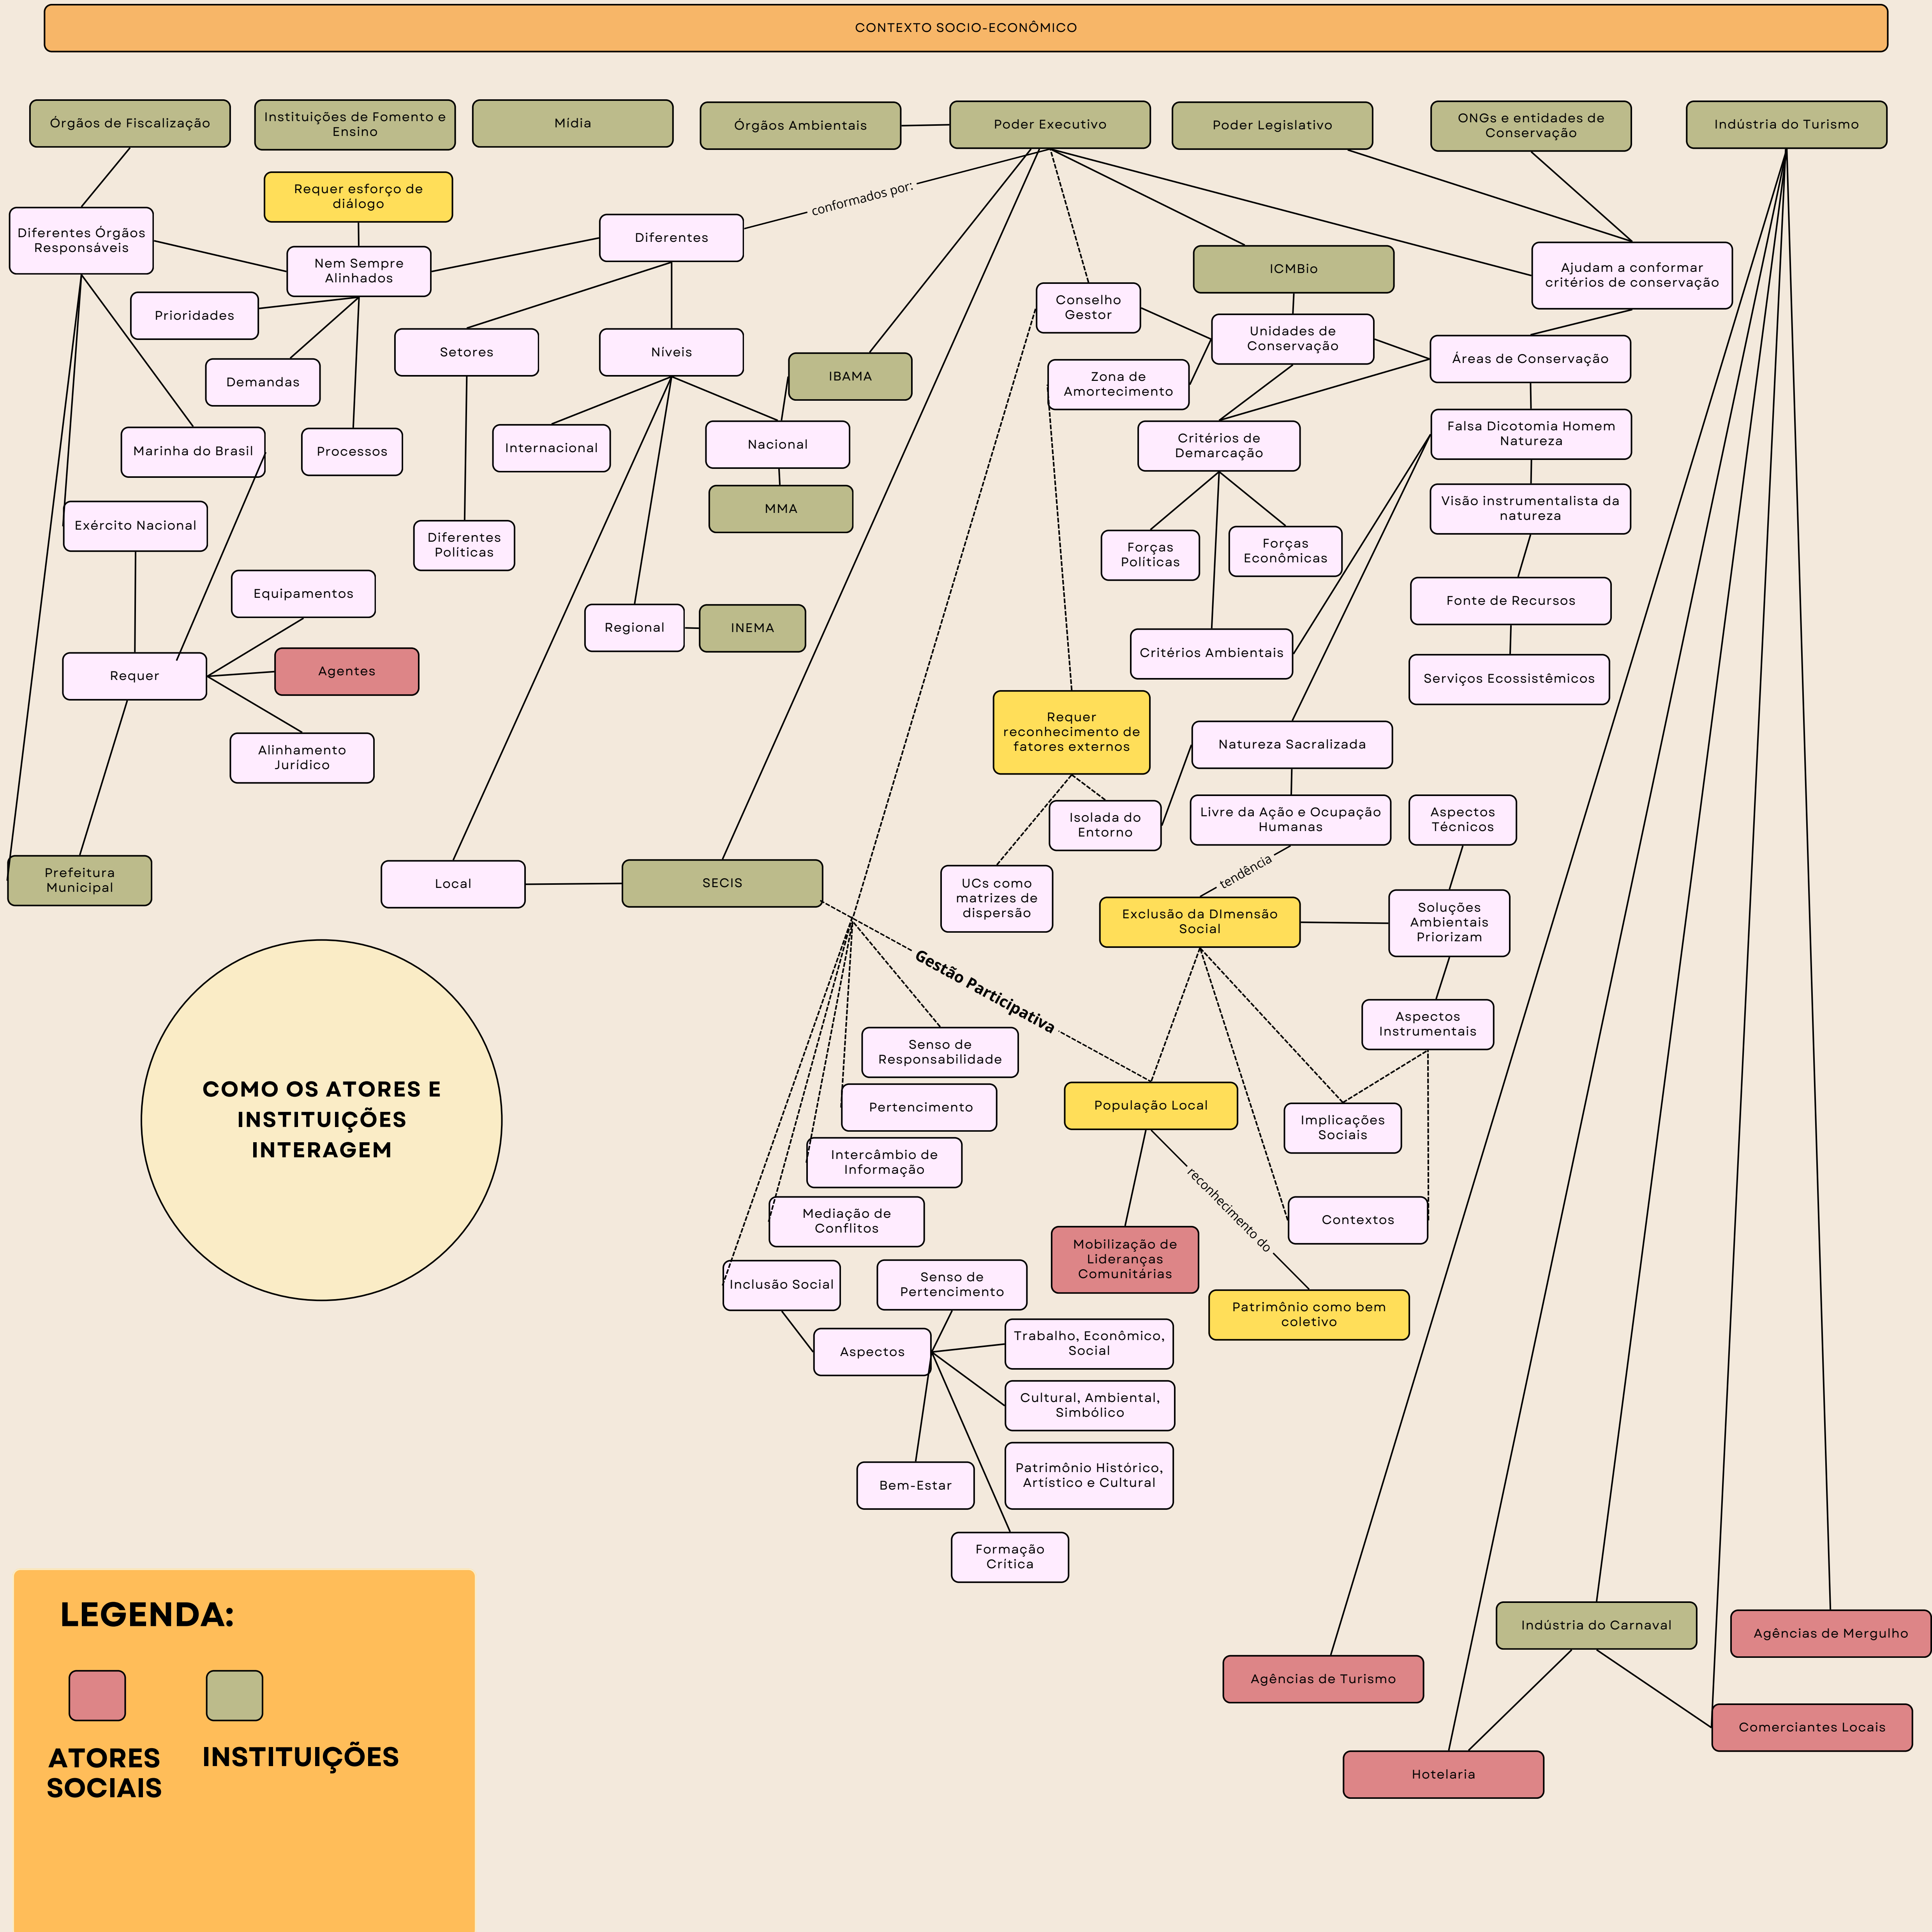 CONTEXTO SOCIO-ECONÔMICO
Órgãos de Fiscalização
Instituições de Fomento e
Ensino
Mídia
Órgãos Ambientais
Poder Executivo
Poder Legislativo
ONGs e entidades de
Conservação
Indústria do Turismo
Requer esforço de
diálogo
conformados por:
Diferentes Órgãos
Responsáveis
Nem Sempre
Alinhados
Diferentes
ICMBio
Ajudam a conformar
critérios de conservação
Prioridades
Conselho
Gestor
Unidades de
Conservação
Setores
Níveis
Áreas de Conservação
Demandas
IBAMA
Zona de
Amortecimento
Marinha do Brasil
Processos
Internacional
Nacional
Critérios de
Demarcação
Falsa Dicotomia Homem
Natureza
MMA
Visão instrumentalista da
natureza
Exército Nacional
Diferentes
Políticas
Forças
Políticas
Forças
Econômicas
Equipamentos
Fonte de Recursos
Regional
INEMA
Critérios Ambientais
Requer
Agentes
Serviços Ecossistêmicos
Requer
reconhecimento de
fatores externos
Natureza Sacralizada
Alinhamento
Jurídico
Isolada do
Entorno
Livre da Ação e Ocupação
Humanas
Aspectos
Técnicos
Prefeitura
Municipal
Local
SECIS
UCs como
matrizes de
dispersão
tendência
Exclusão da DImensão
Social
Soluções
Ambientais
Priorizam
Gestão Participativa
Aspectos
Instrumentais
Senso de
Responsabilidade
COMO OS ATORES E
INSTITUIÇÕES
INTERAGEM
Pertencimento
População Local
Implicações
Sociais
Intercâmbio de
Informação
reconhecimento do
Mediação de
Conflitos
Contextos
Mobilização de
Lideranças
Comunitárias
Inclusão Social
Senso de
Pertencimento
Patrimônio como bem
coletivo
Aspectos
Trabalho, Econômico,
Social
Cultural, Ambiental,
Simbólico
Patrimônio Histórico,
Artístico e Cultural
Bem-Estar
Formação
Crítica
LEGENDA:
ATORES
SOCIAIS
INSTITUIÇÕES
Indústria do Carnaval
Agências de Mergulho
Agências de Turismo
Comerciantes Locais
Hotelaria